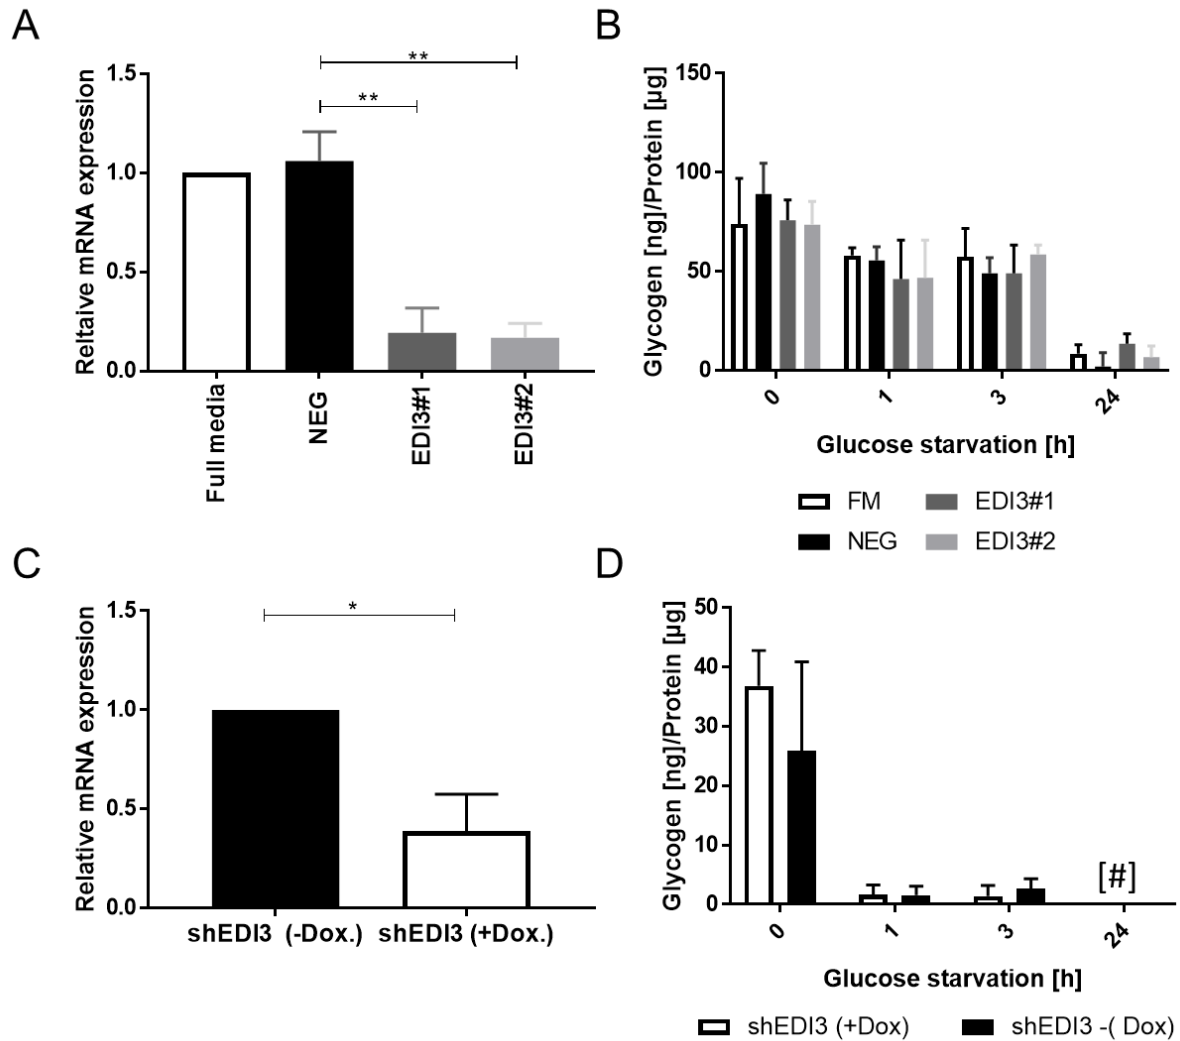 A
Reltaive mRNA expression
1.5
1.0
0.5
0.0
**
**
Full media
NEG
EDI3#1
EDI3#2
B
Glycogen [ng]/Protein [µg]
150
100
50
0
0
1
3
24
Glucose starvation [h]
FM
EDI3#1
NEG
EDI3#2
C
Relative mRNA expression
1.5
1.0
0.5
0.0
*
shEDI3 (-Dox.)
shEDI3 (+Dox.)
D
Glycogen [ng]/Protein [µg]
50
40
30
20
10
0
[#]
0
1
3
24
Glucose starvation [h]
shEDI3 (+Dox)
shEDI3 -( Dox)